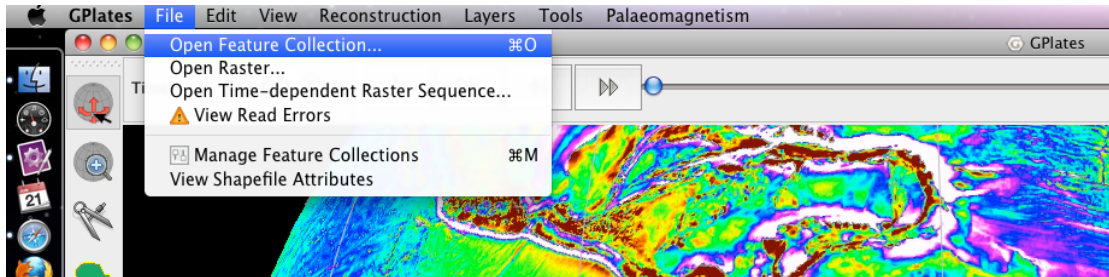 GPlates File Edit View Reconstruction Layers Tools Palaeomagnetism
GPlates
Open Feature Collection... ⌘O
Open Raster...
Open Time-dependent Raster Sequence...
View Read Errors
Manage Feature Collections ⌘M
View Shapefile Attributes
Ti
21